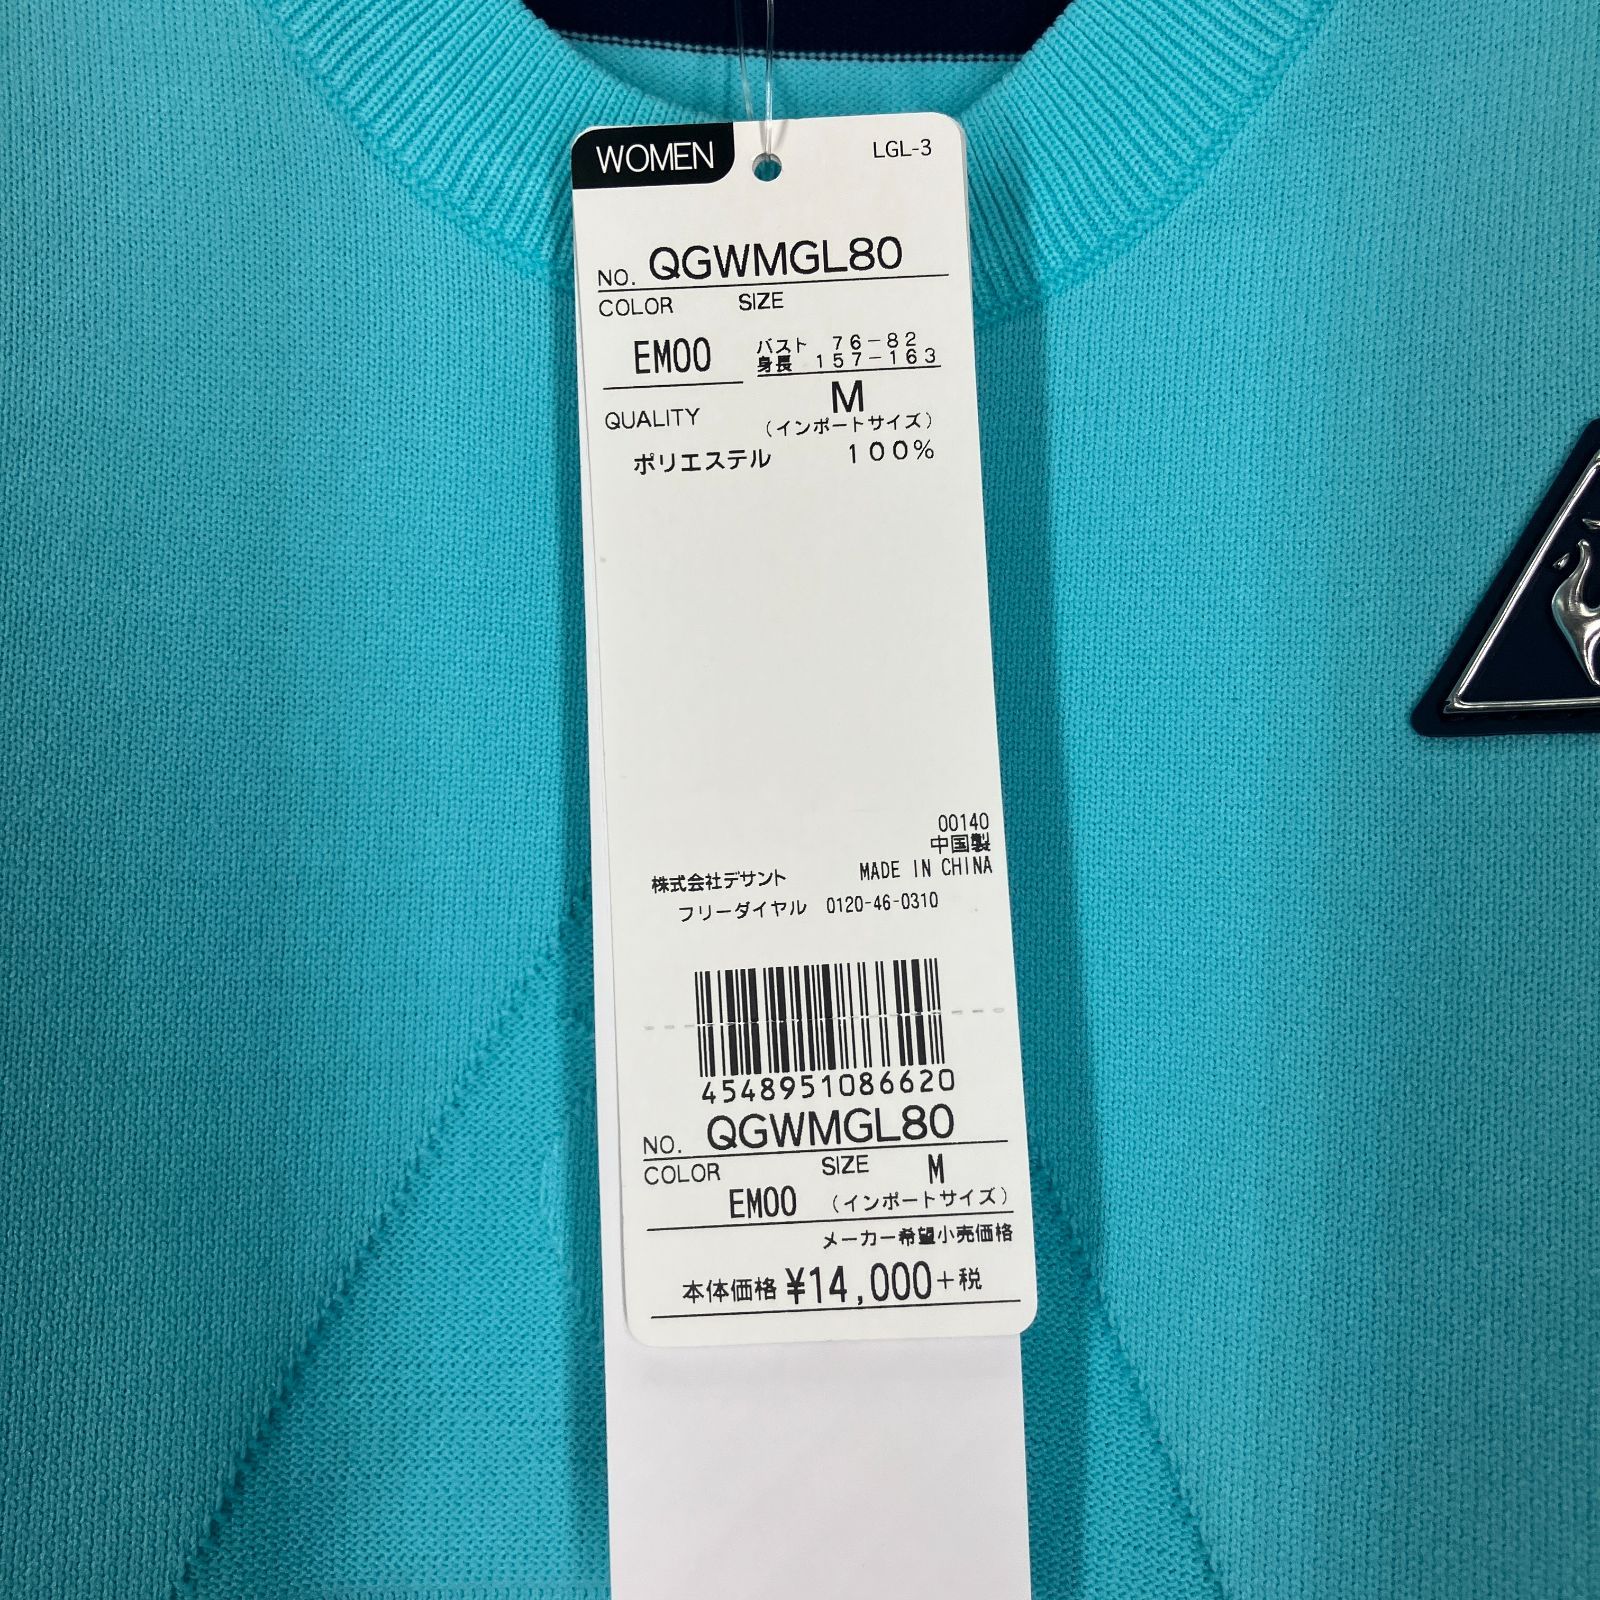 WOMEN
LGL-3
NO. QGWMGL80
COLOR SIZE
EM00
バスト 76-82
身長 157-163
M
QUALITY
(インポートサイズ)
ポリエステル 100%
00140
中国製
MADE IN CHINA
株式会社デサント
フリーダイヤル 0120-46-0310
4548951086620
NO. QGWMGL80
COLOR SIZE M
EM00 (インポートサイズ)
メーカー希望小売価格
本体価格 ¥14,000+税